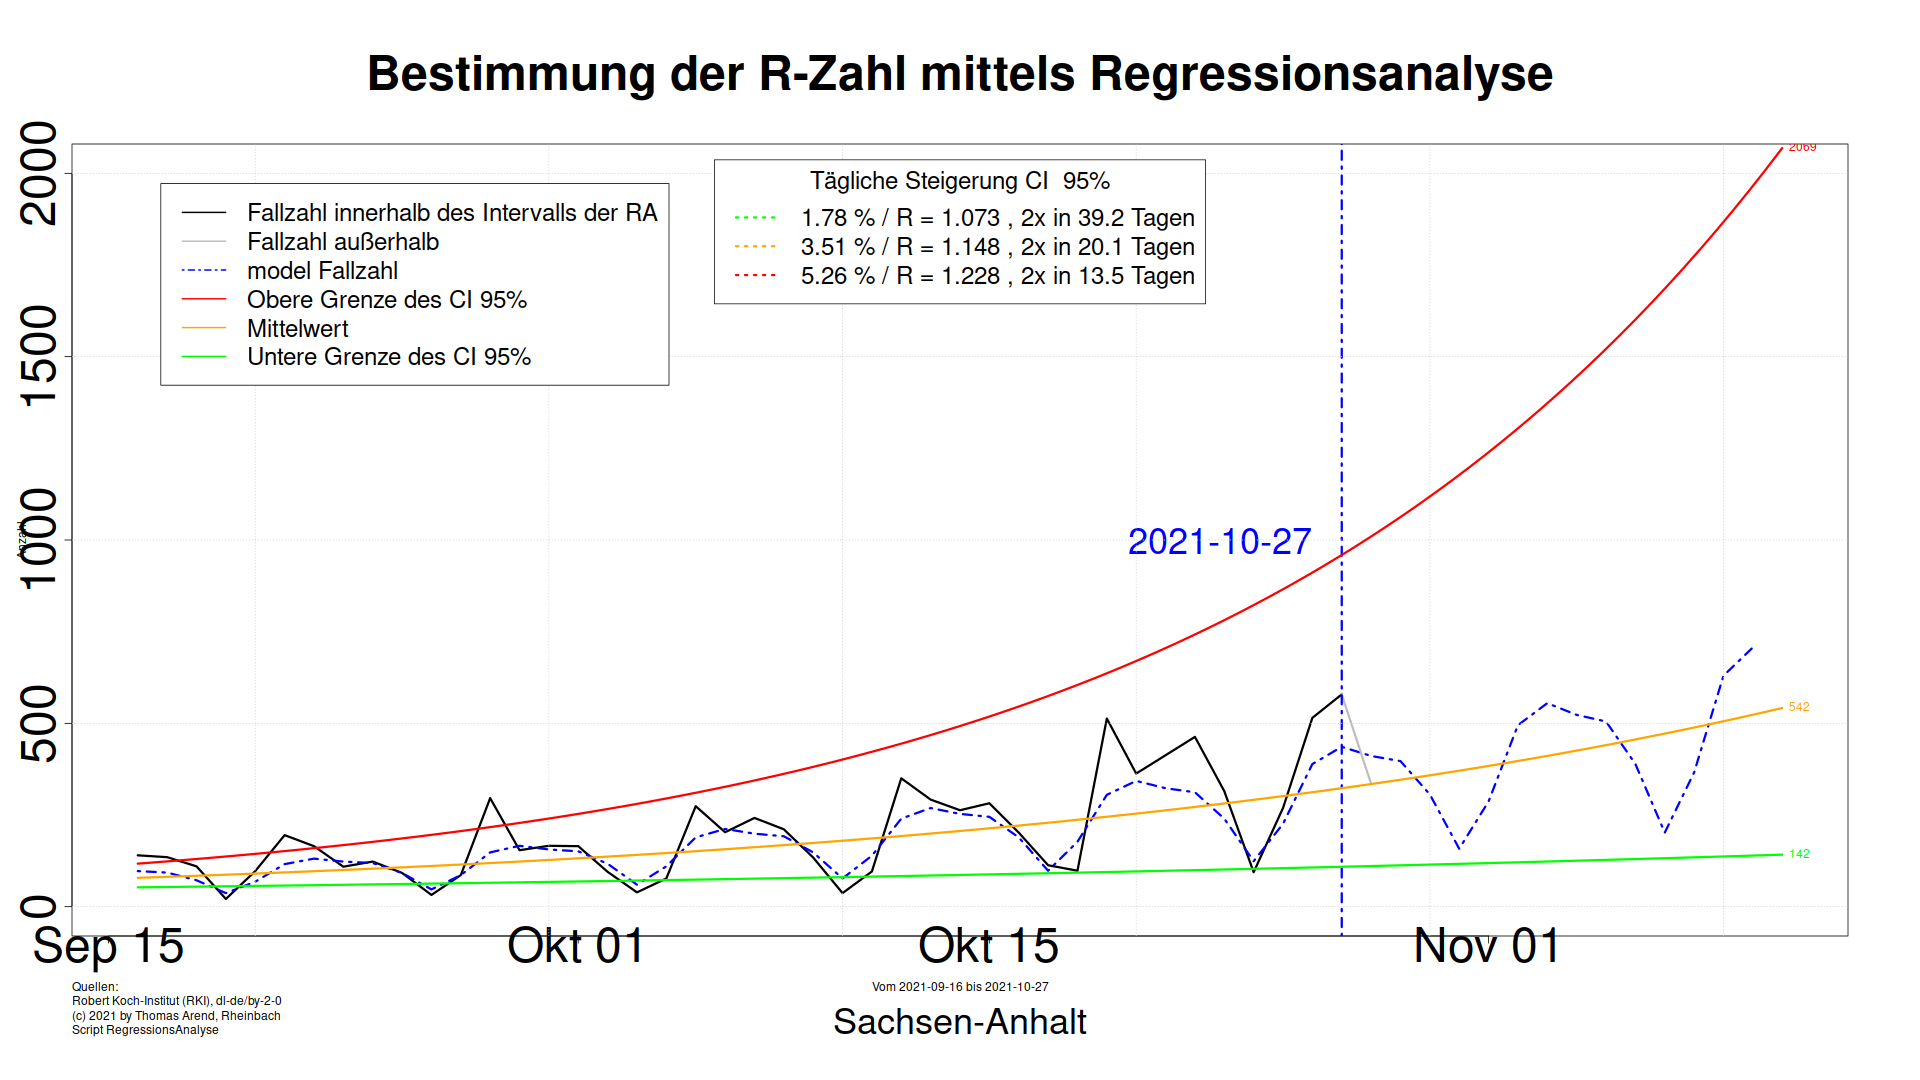 Bestimmung der R-Zahl mittels Regressionsanalyse
2000
1500
1000
500
0
Anzahl
Fallzahl innerhalb des Intervalls der RA
Fallzahl außerhalb
model Fallzahl
Obere Grenze des CI 95%
Mittelwert
Untere Grenze des CI 95%
Tägliche Steigerung CI 95%
1.78 % / R = 1.073 , 2x in 39.2 Tagen
3.51 % / R = 1.148 , 2x in 20.1 Tagen
5.26 % / R = 1.228 , 2x in 13.5 Tagen
2069
2021-10-27
542
142
Sep 15
Okt 01
Okt 15
Nov 01
Quellen:
Robert Koch-Institut (RKI), dl-de/by-2-0
(c) 2021 by Thomas Arend, Rheinbach
Script RegressionsAnalyse
Vom 2021-09-16 bis 2021-10-27
Sachsen-Anhalt